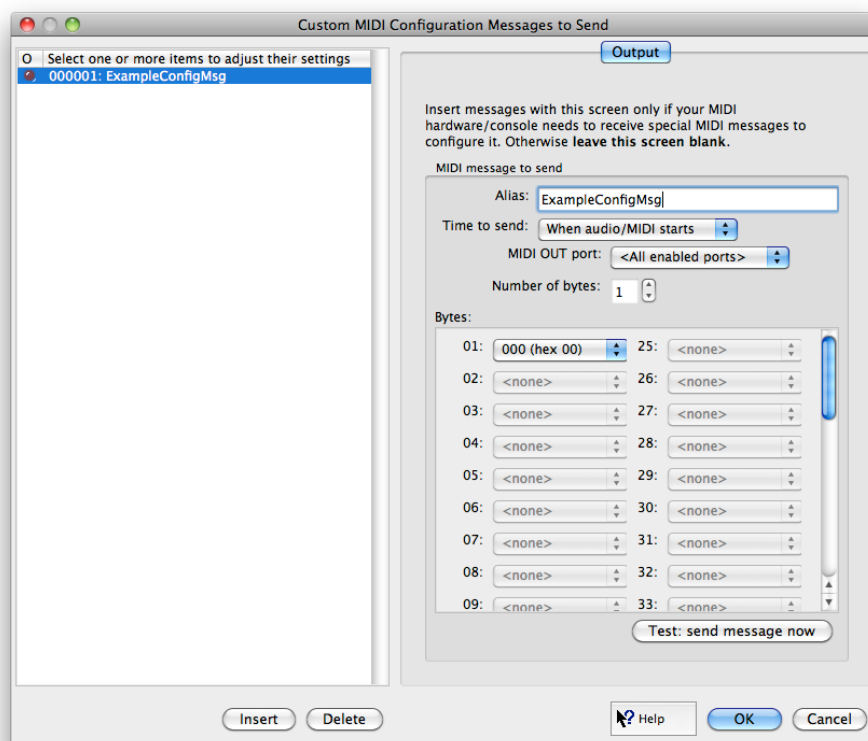 Custom MIDI Configuration Messages to Send
O Select one or more items to adjust their settings
000001: ExampleConfigMsg
Output
Insert messages with this screen only if your MIDI
hardware/console needs to receive special MIDI messages to
configure it. Otherwise leave this screen blank.
MIDI message to send
Alias: ExampleConfigMsg
Time to send: When audio/MIDI starts
MIDI OUT port: <All enabled ports>
Number of bytes: 1
Bytes:
01: 000 (hex 00) 25: <none>
02: <none> 26: <none>
03: <none> 27: <none>
04: <none> 28: <none>
05: <none> 29: <none>
06: <none> 30: <none>
07: <none> 31: <none>
08: <none> 32: <none>
09: <none> 33: <none>
Test: send message now
Insert Delete Help OK Cancel